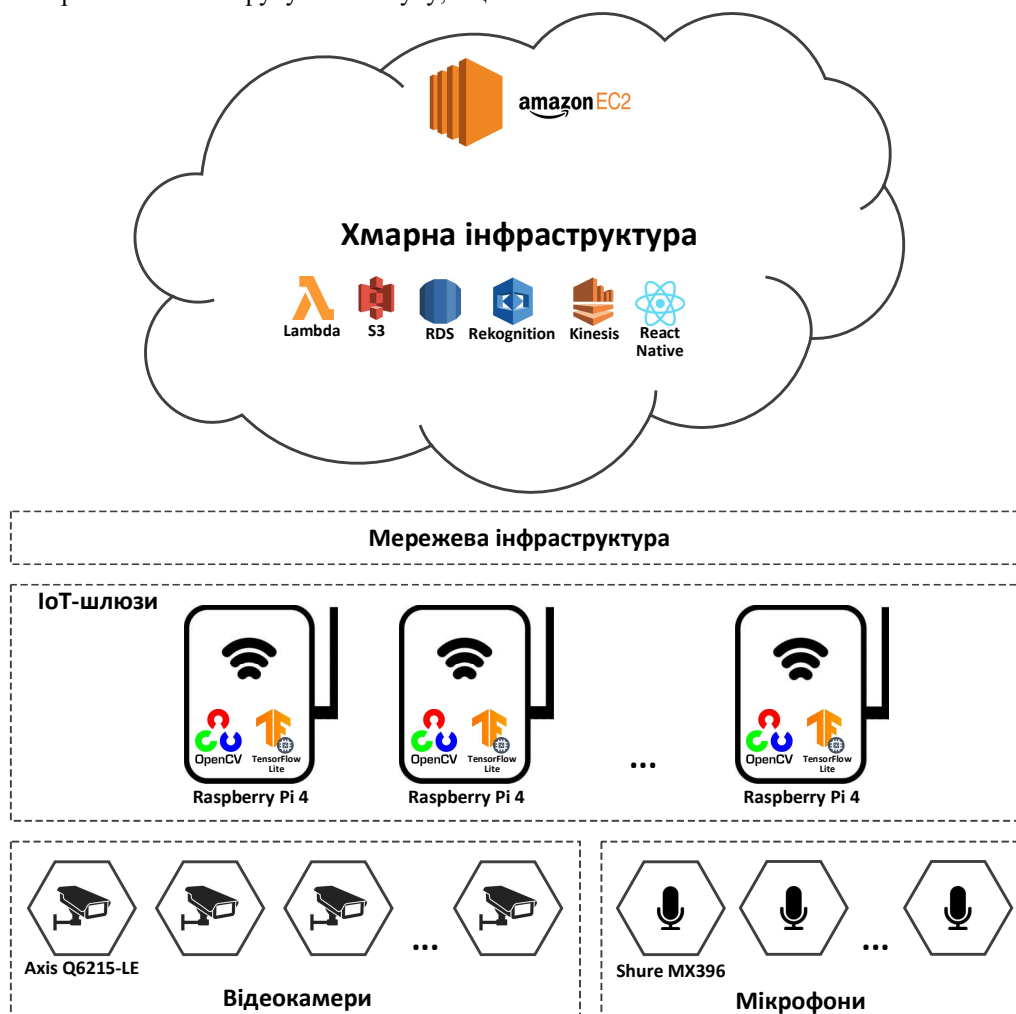 amazon EC2
Хмарна інфраструктура
Lambda S3 RDS Rekognition Kinesis React Native
Мережева інфраструктура
IoT-шлюзи
OpenCV TensorFlow Lite
OpenCV TensorFlow Lite
...
OpenCV TensorFlow Lite
Raspberry Pi 4 Raspberry Pi 4 Raspberry Pi 4
... ...
Axis Q6215-LE Shure MX396
Відеокамери Мікрофони